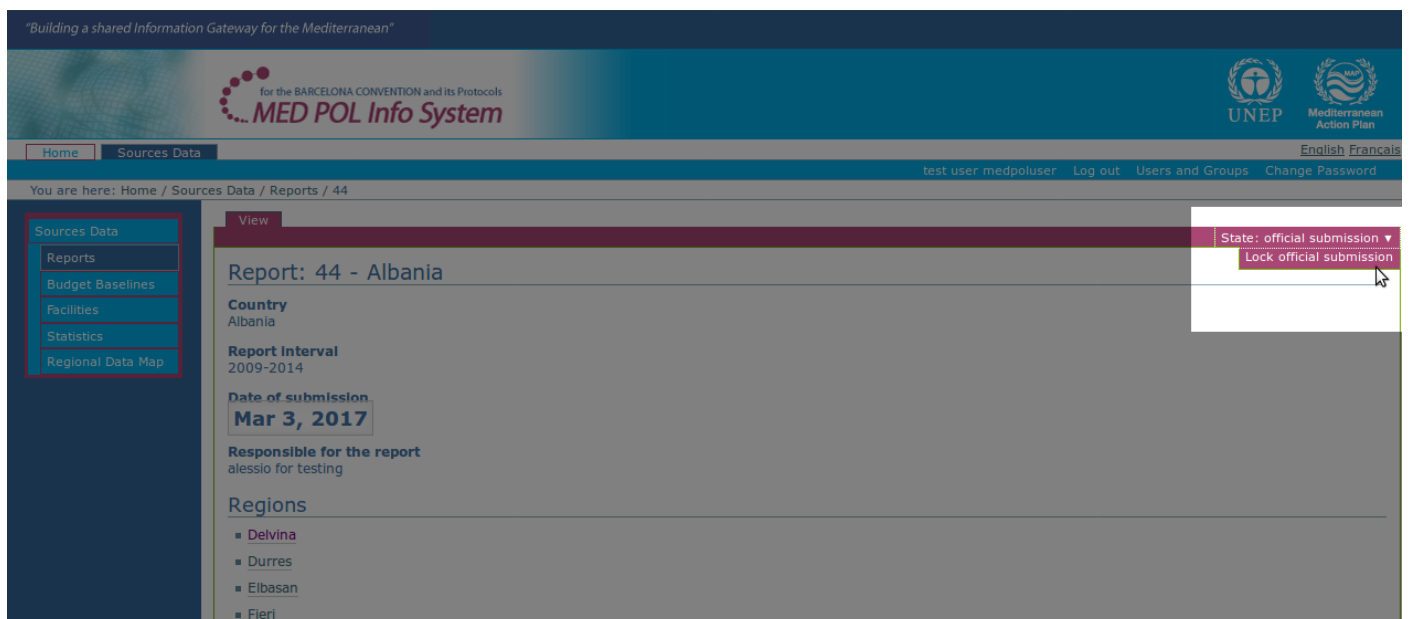 "Building a shared Information Gateway for the Mediterranean"
for the BARCELONA CONVENTION and its Protocols
MED POL Info System
UNEP
MAP
Mediterranean
Action Plan
Home Sources Data
English Français
test user medpoluser Log out Users and Groups Change Password
You are here: Home / Sources Data / Reports / 44
Sources Data
Reports
Budget Baselines
Facilities
Statistics
Regional Data Map
View
State: official submission ▼
Lock official submission
Report: 44 - Albania
Country
Albania
Report interval
2009-2014
Date of submission
Mar 3, 2017
Responsible for the report
alessio for testing
Regions
Delvina
Durres
Elbasan
Fieri